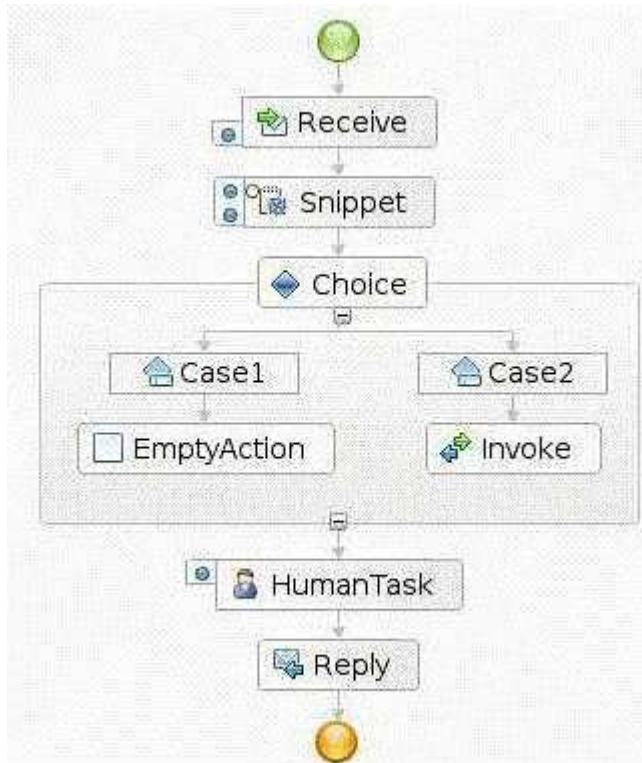 Receive
Snippet
Choice
Case1
Case2
EmptyAction
Invoke
HumanTask
Reply